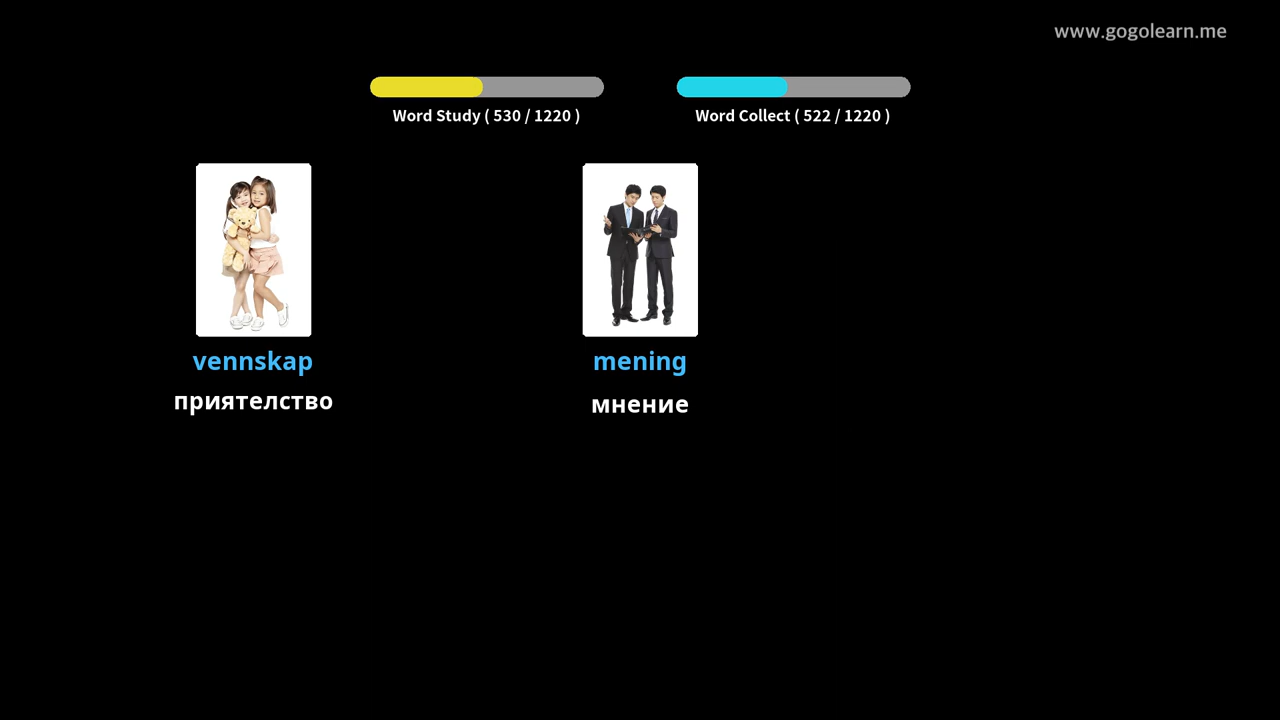 www.gogolearn.me
Word Study ( 530 / 1220 )
Word Collect ( 522 / 1220 )
vennskap
приятелство
mening
мнение